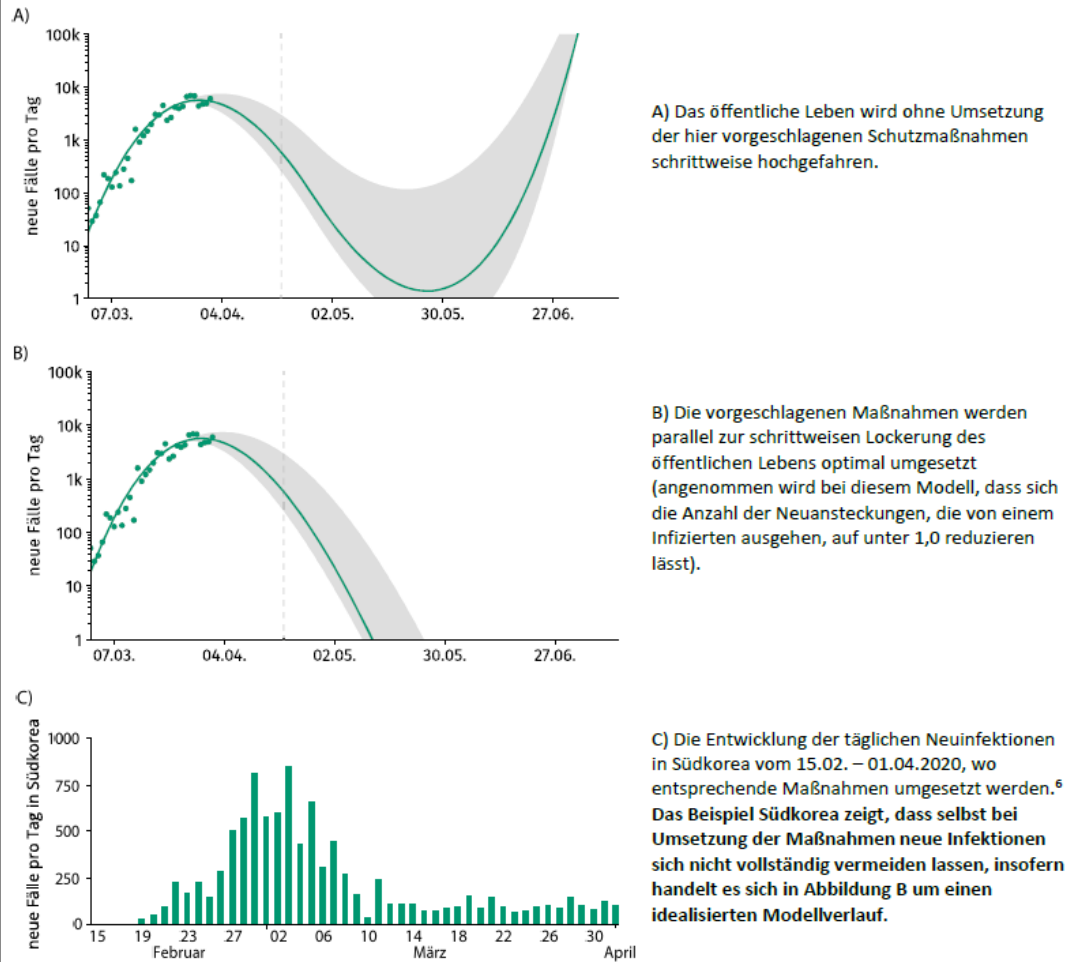 A)
neue Fälle pro Tag
100k
10k
1k
100
10
1
07.03.
04.04.
02.05.
30.05.
27.06.
A) Das öffentliche Leben wird ohne Umsetzung
der hier vorgeschlagenen Schutzmaßnahmen
schrittweise hochgefahren.
B)
neue Fälle pro Tag
100k
10k
1k
100
10
1
07.03.
04.04.
02.05.
30.05.
27.06.
B) Die vorgeschlagenen Maßnahmen werden
parallel zur schrittweisen Lockerung des
öffentlichen Lebens optimal umgesetzt
(angenommen wird bei diesem Modell, dass sich
die Anzahl der Neuansteckungen, die von einem
Infizierten ausgehen, auf unter 1,0 reduzieren
lässt).
C)
neue Fälle pro Tag in Südkorea
1000
750
500
250
0
15 19 23 27 02 06 10 14 18 22 26 30
Februar März April
C) Die Entwicklung der täglichen Neuinfektionen
in Südkorea vom 15.02. – 01.04.2020, wo
entsprechende Maßnahmen umgesetzt werden.⁶
Das Beispiel Südkorea zeigt, dass selbst bei
Umsetzung der Maßnahmen neue Infektionen
sich nicht vollständig vermeiden lassen, insofern
handelt es sich in Abbildung B um einen
idealisierten Modellverlauf.